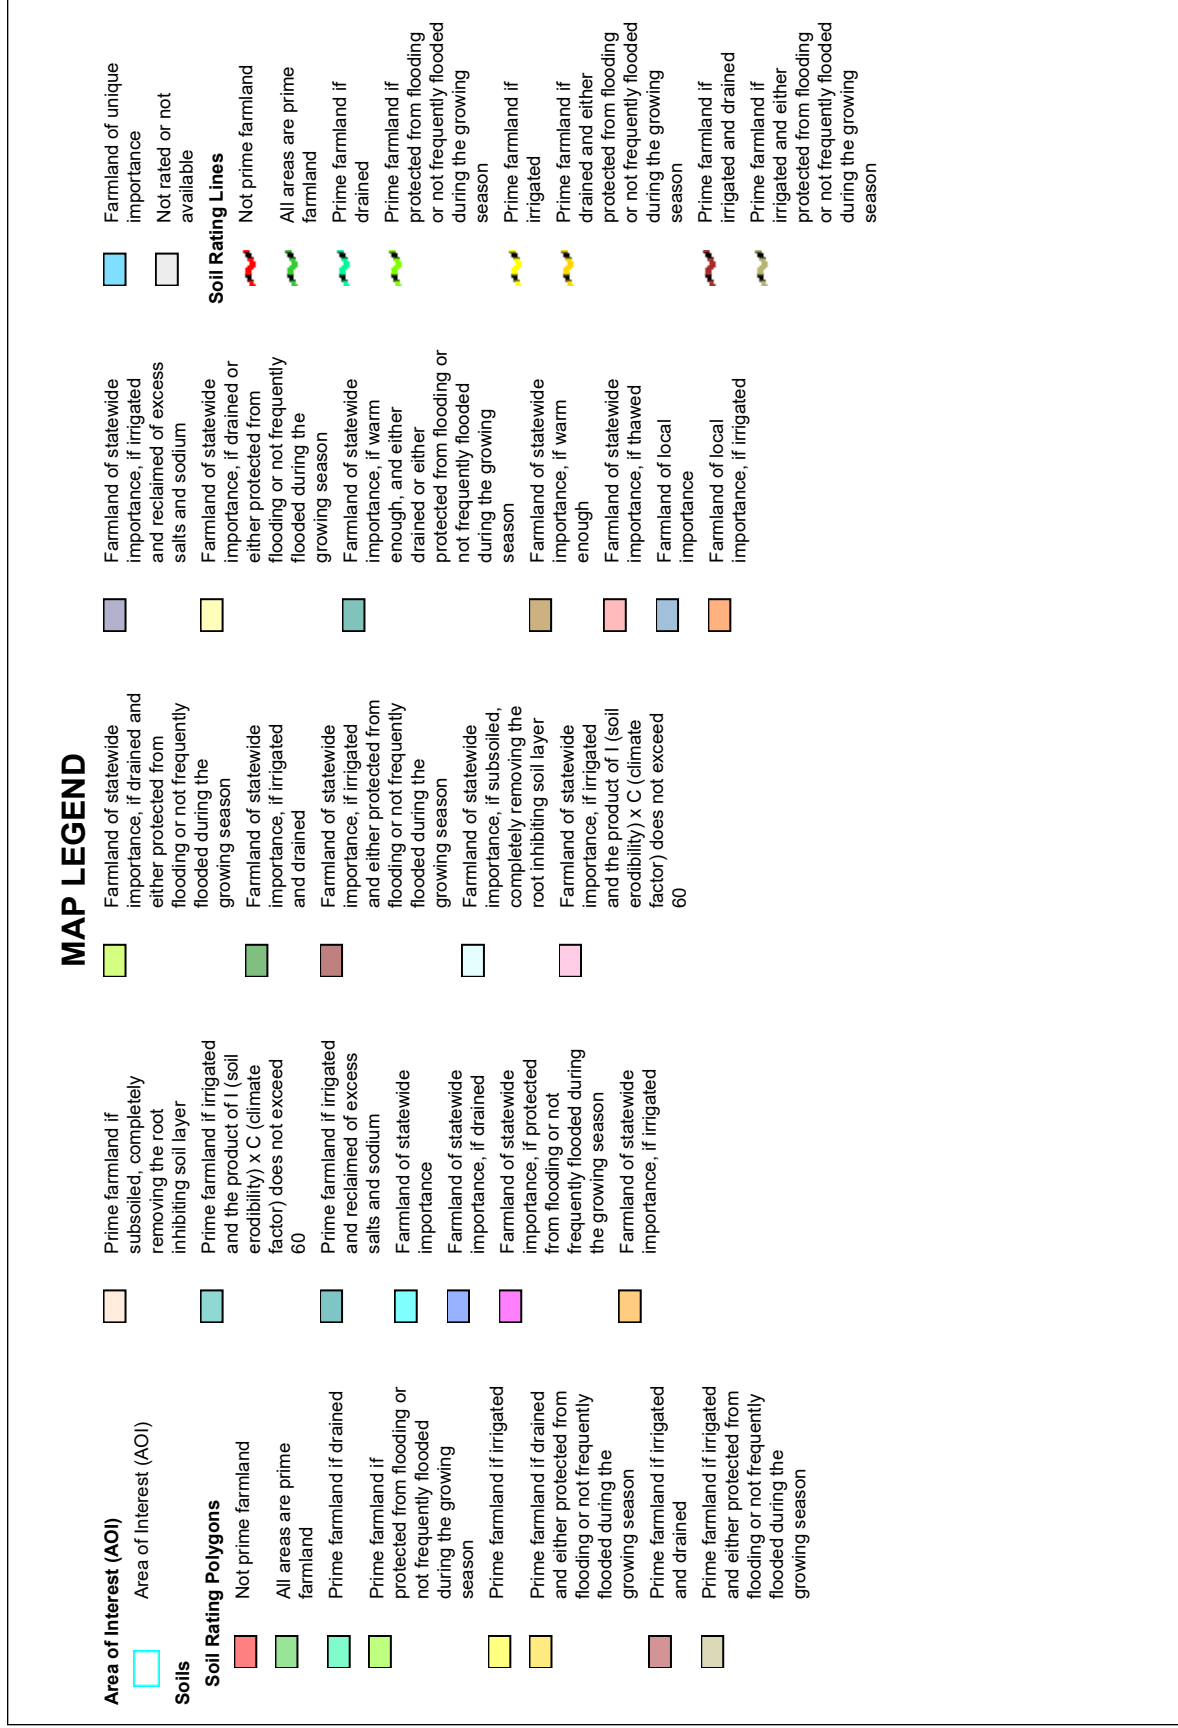 MAP LEGEND
Area of Interest (AOI)
Area of Interest (AOI)
Soils
Soil Rating Polygons
Not prime farmland
All areas are prime
farmland
Prime farmland if drained
Prime farmland if
protected from flooding or
not frequently flooded
during the growing
season
Prime farmland if irrigated
Prime farmland if drained
and either protected from
flooding or not frequently
flooded during the
growing season
Prime farmland if irrigated
and drained
Prime farmland if irrigated
and either protected from
flooding or not frequently
flooded during the
growing season
Prime farmland if
subsoiled, completely
removing the root
inhibiting soil layer
Prime farmland if irrigated
and the product of I (soil
erodibility) x C (climate
factor) does not exceed
60
Prime farmland if irrigated
and reclaimed of excess
salts and sodium
Farmland of statewide
importance
Farmland of statewide
importance, if drained
Farmland of statewide
importance, if protected
from flooding or not
frequently flooded during
the growing season
Farmland of statewide
importance, if irrigated
Farmland of statewide
importance, if drained and
either protected from
flooding or not frequently
flooded during the
growing season
Farmland of statewide
importance, if irrigated
and drained
Farmland of statewide
importance, if irrigated
and either protected from
flooding or not frequently
flooded during the
growing season
Farmland of statewide
importance, if subsoiled,
completely removing the
root inhibiting soil layer
Farmland of statewide
importance, if irrigated
and the product of I (soil
erodibility) x C (climate
factor) does not exceed
60
Farmland of statewide
importance, if irrigated
and reclaimed of excess
salts and sodium
Farmland of statewide
importance, if drained or
either protected from
flooding or not frequently
flooded during the
growing season
Farmland of statewide
importance, if warm
enough, and either
drained or either
protected from flooding or
not frequently flooded
during the growing
season
Farmland of statewide
importance, if warm
enough
Farmland of statewide
importance, if thawed
Farmland of local
importance
Farmland of local
importance, if irrigated
Farmland of unique
importance
Not rated or not
available
Soil Rating Lines
Not prime farmland
All areas are prime
farmland
Prime farmland if
drained
Prime farmland if
protected from flooding
or not frequently flooded
during the growing
season
Prime farmland if
irrigated
Prime farmland if
drained and either
protected from flooding
or not frequently flooded
during the growing
season
Prime farmland if
irrigated and drained
Prime farmland if
irrigated and either
protected from flooding
or not frequently flooded
during the growing
season